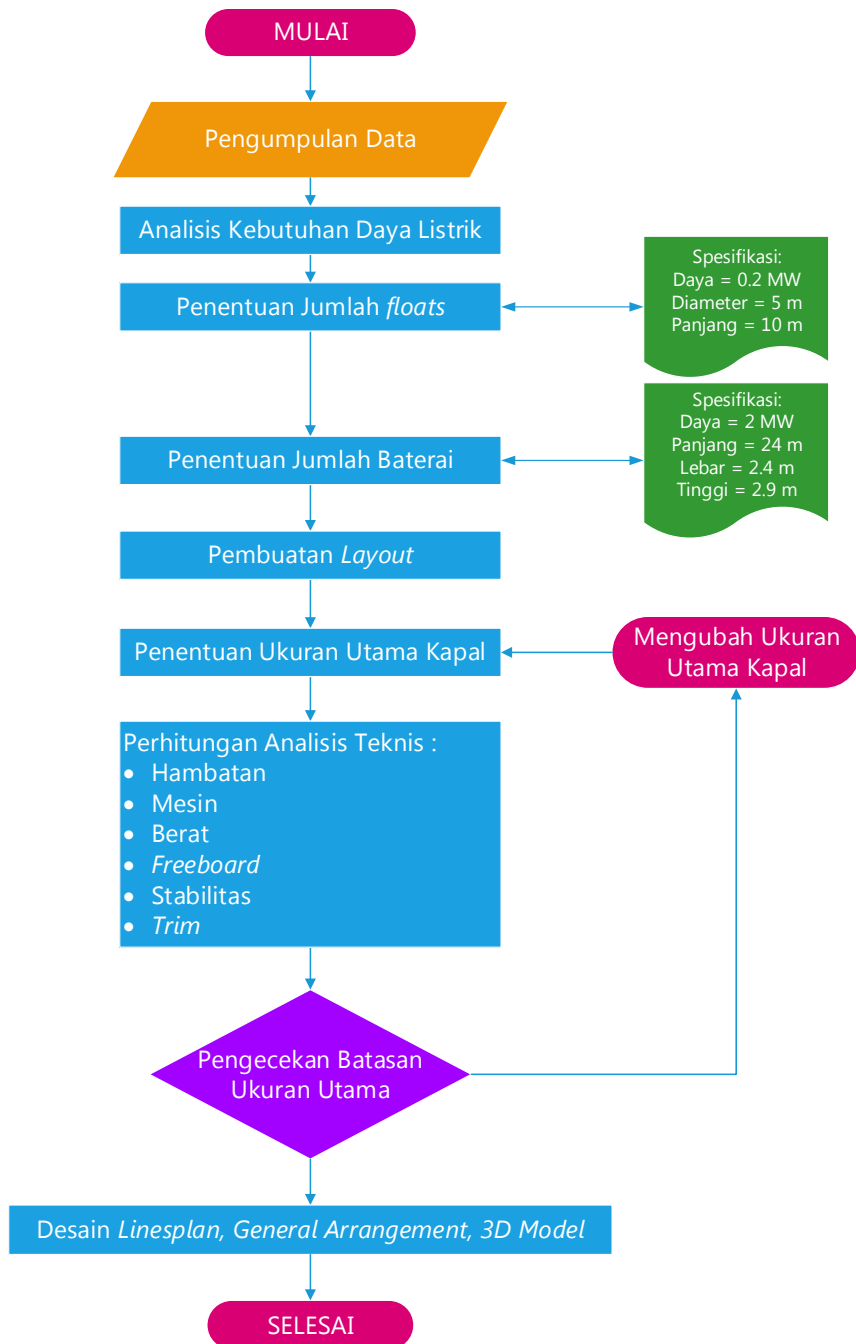 MULAI
Pengumpulan Data
Analisis Kebutuhan Daya Listrik
Penentuan Jumlah floats
Spesifikasi:
Daya = 0.2 MW
Diameter = 5 m
Panjang = 10 m
Penentuan Jumlah Baterai
Spesifikasi:
Daya = 2 MW
Panjang = 24 m
Lebar = 2.4 m
Tinggi = 2.9 m
Pembuatan Layout
Penentuan Ukuran Utama Kapal
Mengubah Ukuran
Utama Kapal
Perhitungan Analisis Teknis :
• Hambatan
• Mesin
• Berat
• Freeboard
• Stabilitas
• Trim
Pengecekan Batasan
Ukuran Utama
Desain Linesplan, General Arrangement, 3D Model
SELESAI